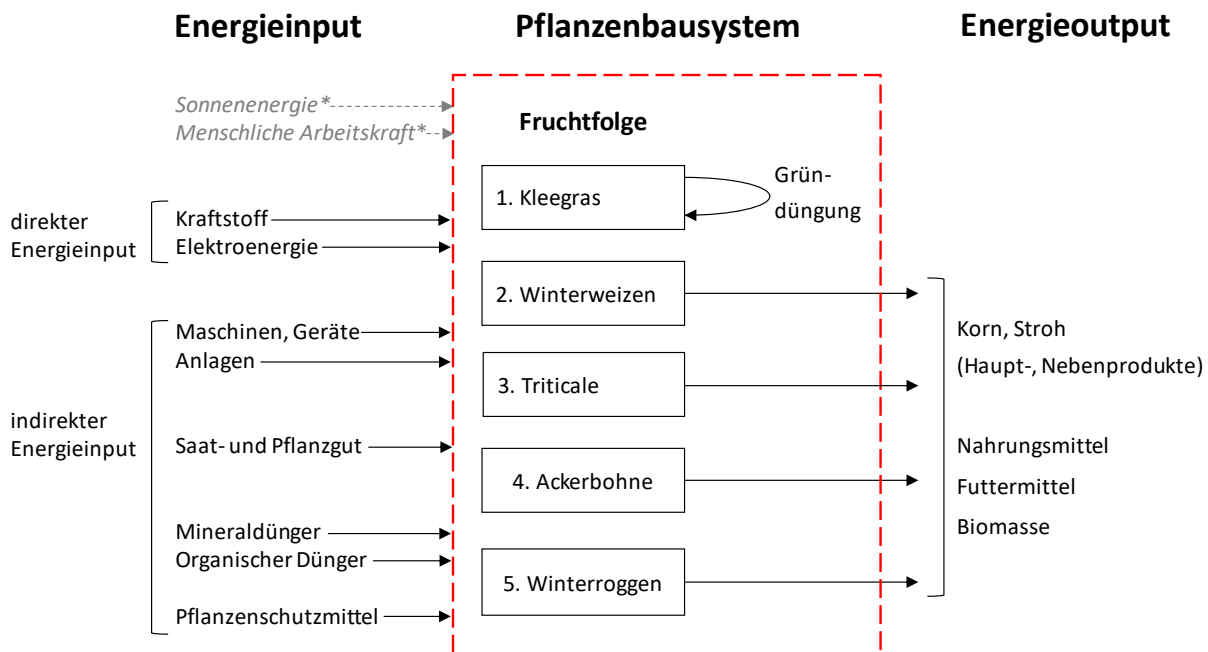 Energieinput
Pflanzenbausystem
Energieoutput
Sonnenenergie*
Menschliche Arbeitskraft*
direkter
Energieinput
Kraftstoff
Elektroenergie
indirekter
Energieinput
Maschinen, Geräte
Anlagen
Saat- und Pflanzgut
Mineraldünger
Organischer Dünger
Pflanzenschutzmittel
Fruchtfolge
1. Kleegras
Grün-
düngung
2. Winterweizen
3. Triticale
4. Ackerbohne
5. Winterroggen
Korn, Stroh
(Haupt-, Nebenprodukte)
Nahrungsmittel
Futtermittel
Biomasse